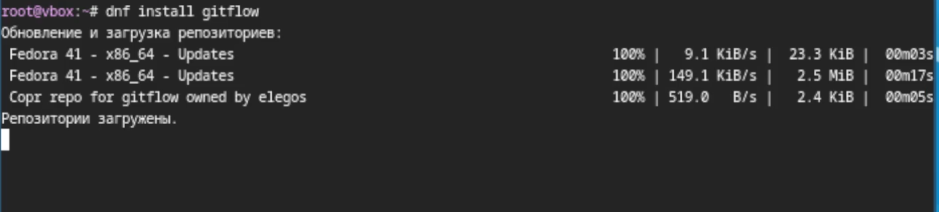 root@vbox:~# dnf install gitflow
Обновление и загрузка репозиториев:
Fedora 41 - x86_64 - Updates 100% | 9.1 KiB/s | 23.3 KiB | 00m03s
Fedora 41 - x86_64 - Updates 100% | 149.1 KiB/s | 2.5 MiB | 00m17s
Copr repo for gitflow owned by elegos 100% | 519.0 B/s | 2.4 KiB | 00m05s
Репозитории загружены.